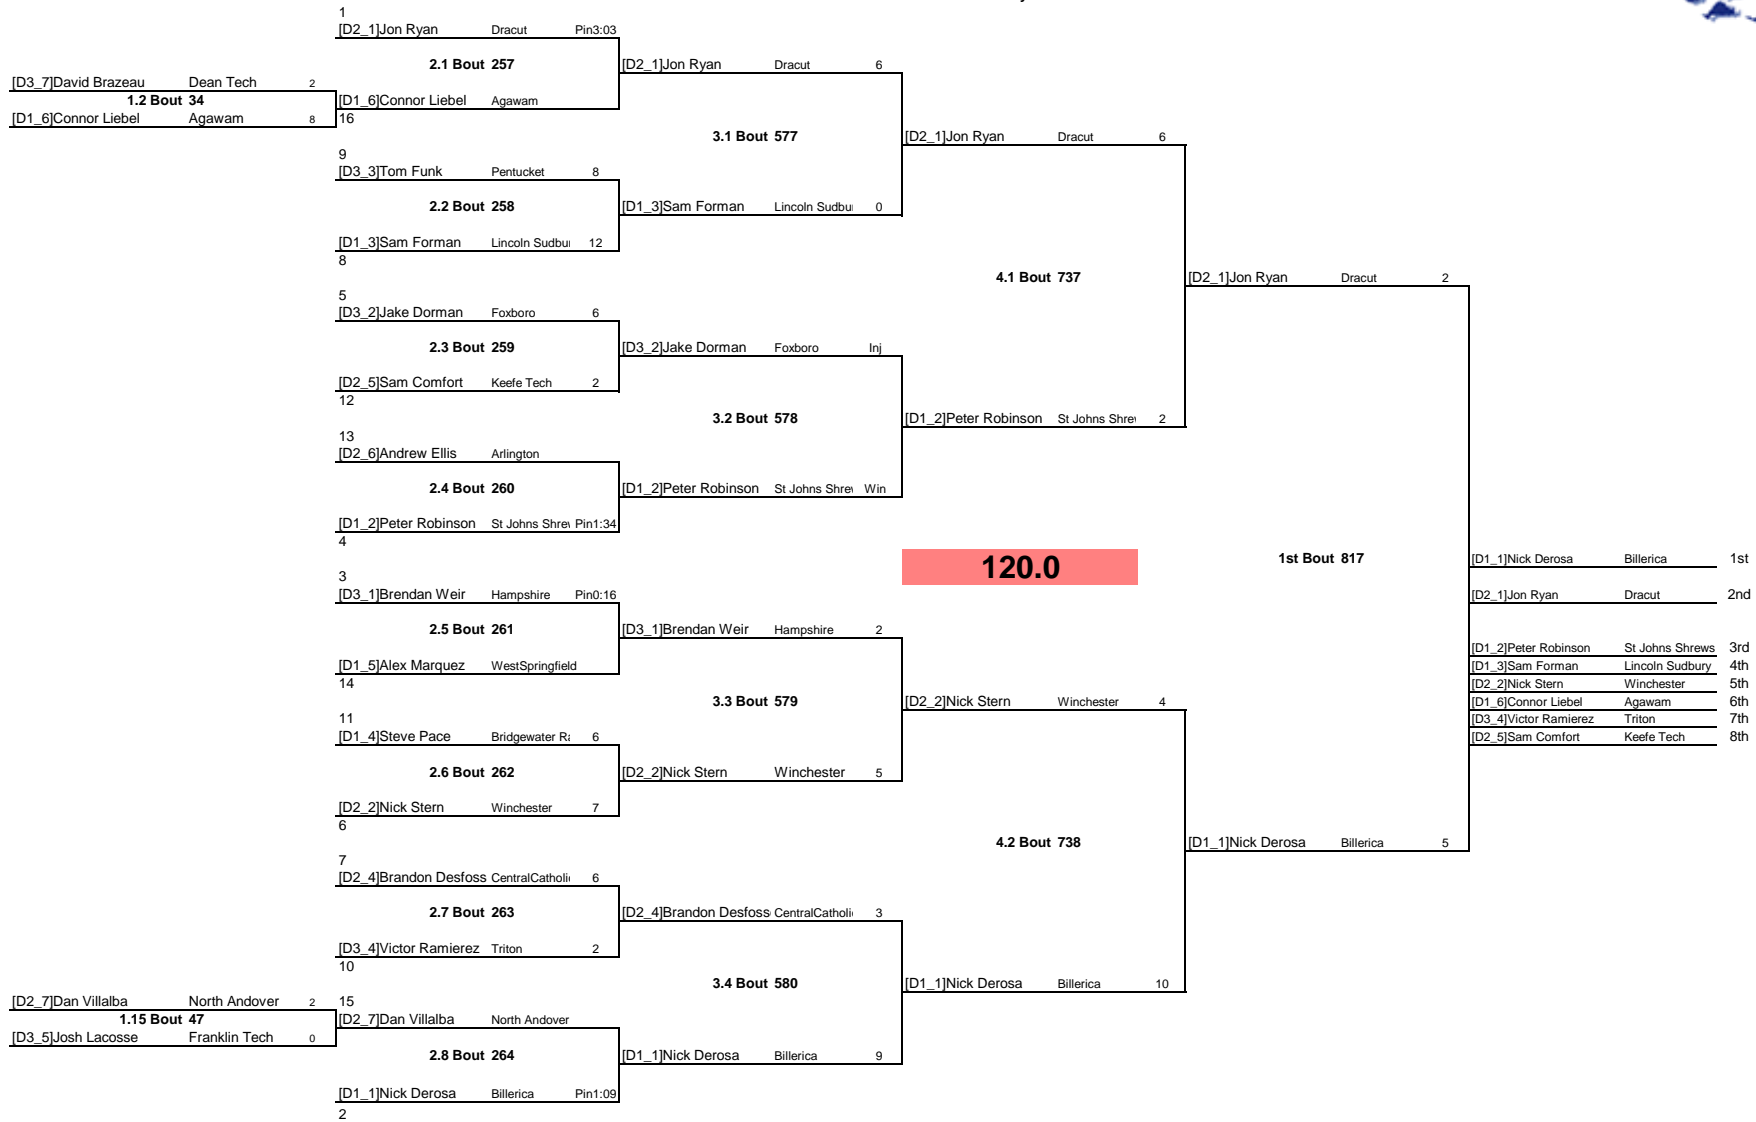 1
[D2_1]Jon Ryan Dracut Pin3:03
2.1 Bout 257
[D2_1]Jon Ryan Dracut 6
[D3_7]David Brazeau Dean Tech 2
1.2 Bout 34
[D1_6]Connor Liebel Agawam
[D1_6]Connor Liebel Agawam 8
16
3.1 Bout 577
[D2_1]Jon Ryan Dracut 6
9
[D3_3]Tom Funk Pentucket 8
2.2 Bout 258
[D1_3]Sam Forman Lincoln Sudbu 0
[D1_3]Sam Forman Lincoln Sudbu 12
8
4.1 Bout 737
[D2_1]Jon Ryan Dracut 2
5
[D3_2]Jake Dorman Foxboro 6
2.3 Bout 259
[D3_2]Jake Dorman Foxboro Inj
[D2_5]Sam Comfort Keefe Tech 2
12
3.2 Bout 578
[D1_2]Peter Robinson St Johns Shre 2
13
[D2_6]Andrew Ellis Arlington
2.4 Bout 260
[D1_2]Peter Robinson St Johns Shre Win
[D1_2]Peter Robinson St Johns Shre Pin1:34
4
120.0
1st Bout 817
[D1_1]Nick Derosa Billerica 1st
3
[D3_1]Brendan Weir Hampshire Pin0:16
[D2_1]Jon Ryan Dracut 2nd
2.5 Bout 261
[D3_1]Brendan Weir Hampshire 2
[D1_2]Peter Robinson St Johns Shrews 3rd
[D1_5]Alex Marquez WestSpringfield
[D1_3]Sam Forman Lincoln Sudbury 4th
14
[D2_2]Nick Stern Winchester 5th
3.3 Bout 579
[D2_2]Nick Stern Winchester 4
[D1_6]Connor Liebel Agawam 6th
11
[D3_4]Victor Ramierez Triton 7th
[D1_4]Steve Pace Bridgewater Ra 6
[D2_5]Sam Comfort Keefe Tech 8th
2.6 Bout 262
[D2_2]Nick Stern Winchester 5
[D2_2]Nick Stern Winchester 7
6
4.2 Bout 738
[D1_1]Nick Derosa Billerica 5
7
[D2_4]Brandon Desfoss CentralCatholi 6
2.7 Bout 263
[D2_4]Brandon Desfoss CentralCatholi 3
[D3_4]Victor Ramierez Triton 2
10
3.4 Bout 580
[D1_1]Nick Derosa Billerica 10
[D2_7]Dan Villalba North Andover 2
15
1.15 Bout 47
[D2_7]Dan Villalba North Andover
[D3_5]Josh Lacosse Franklin Tech 0
2.8 Bout 264
[D1_1]Nick Derosa Billerica 9
[D1_1]Nick Derosa Billerica Pin1:09
2